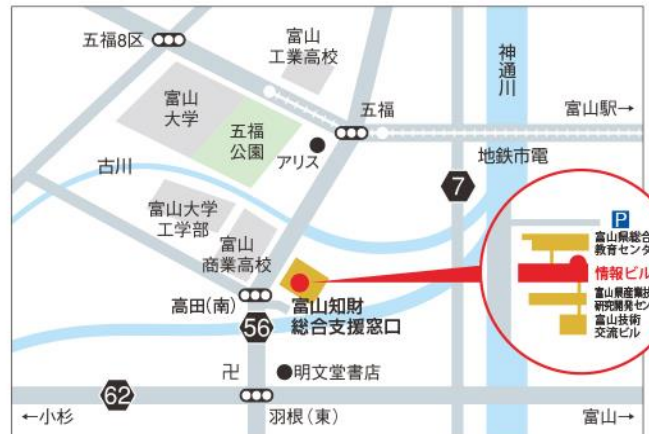 五福8区
富山
工業高校
神通川
富山
大学
五福
公園
五福
富山駅→
アリス
古川
地鉄市電
7
富山大学
工学部
富山
商業高校
P
富山県総合
教育センタ
情報ビル
富山県産業技
研究開発セン
富山技術
交流ビル
高田(南)
富山知財
総合支援窓口
56
卍
●明文堂書店
62
←小杉
羽根(東)
富山→